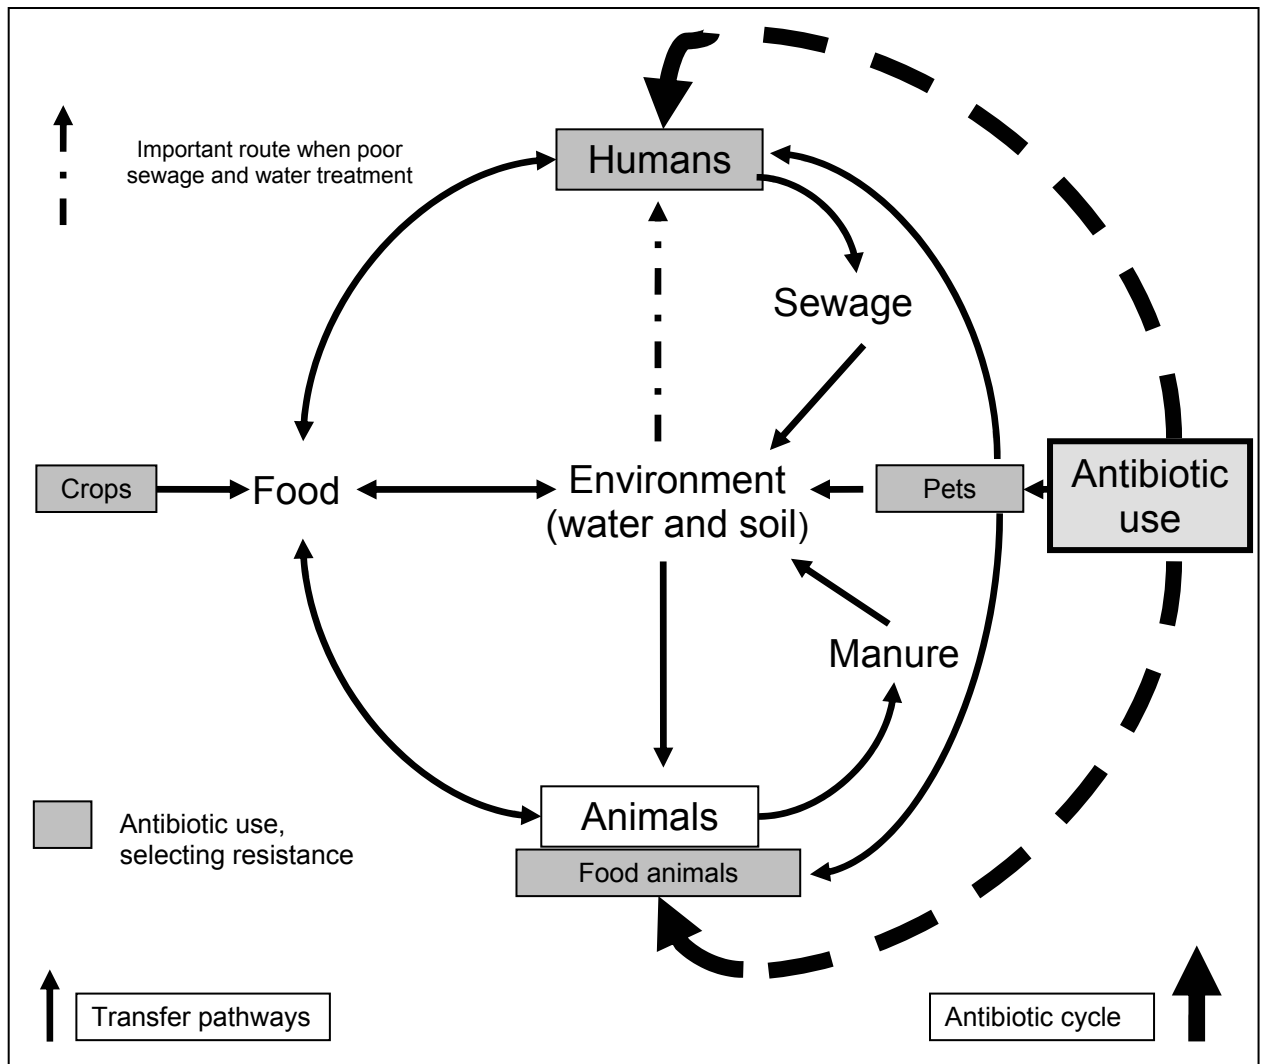 Important route when poor
sewage and water treatment
Humans
Sewage
Crops
Food
Environment
(water and soil)
Pets
Antibiotic
use
Manure
Animals
Food animals
Antibiotic use,
selecting resistance
Transfer pathways
Antibiotic cycle